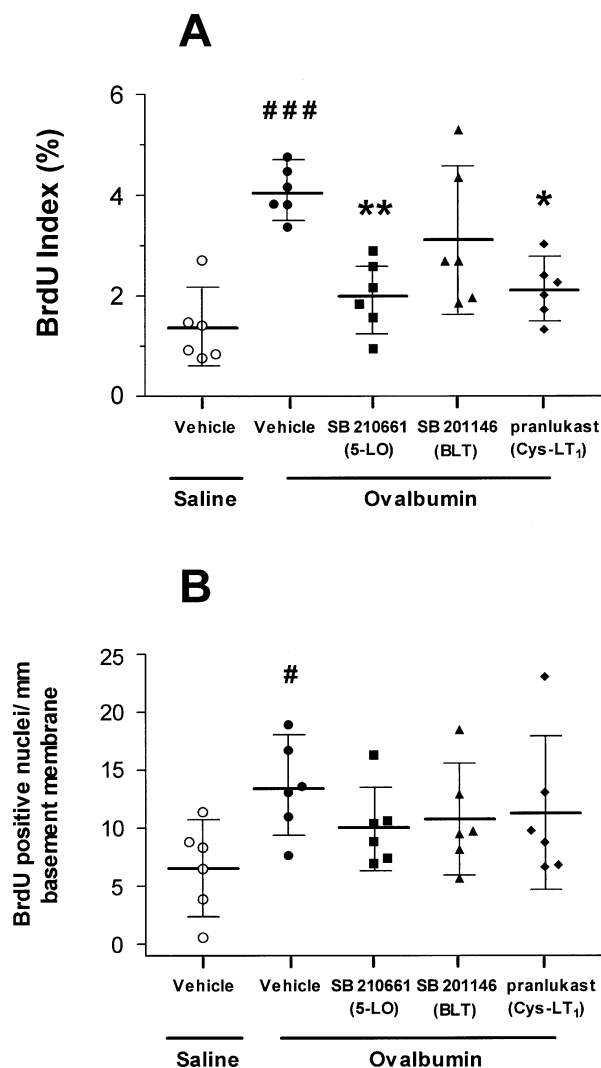 A
BrdU Index (%)
6
4
2
0
###
**
*
Vehicle Vehicle SB 210661 SB 201146 pranlukast
(5-LO) (BLT) (Cys-LT₁)
Saline Ovalbumin
B
BrdU positive nuclei/mm
basement membrane
25
20
15
10
5
0
#
Vehicle Vehicle SB 210661 SB 201146 pranlukast
(5-LO) (BLT) (Cys-LT₁)
Saline Ovalbumin